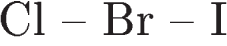 Cl – Br – I